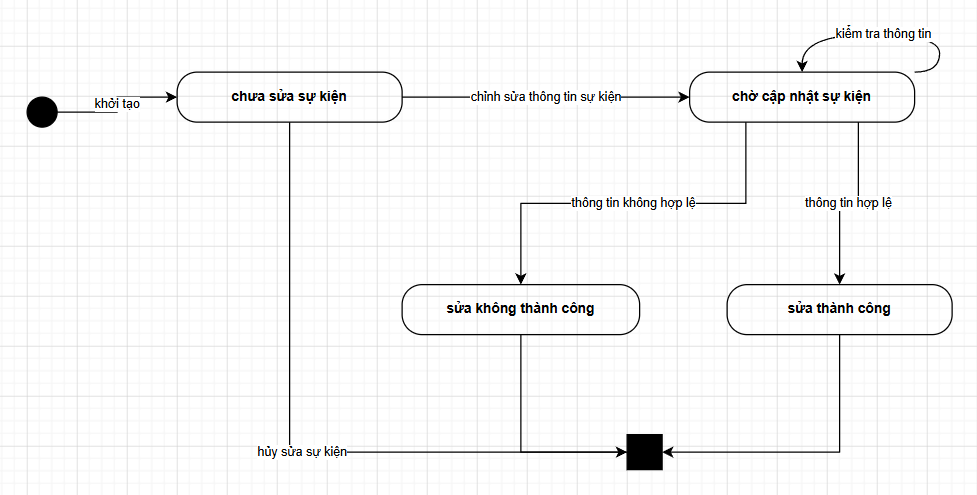 kiểm tra thông tin
khởi tạo
chưa sửa sự kiện
chỉnh sửa thông tin sự kiện
chờ cập nhật sự kiện
thông tin không hợp lệ
thông tin hợp lệ
sửa không thành công
sửa thành công
hủy sửa sự kiện